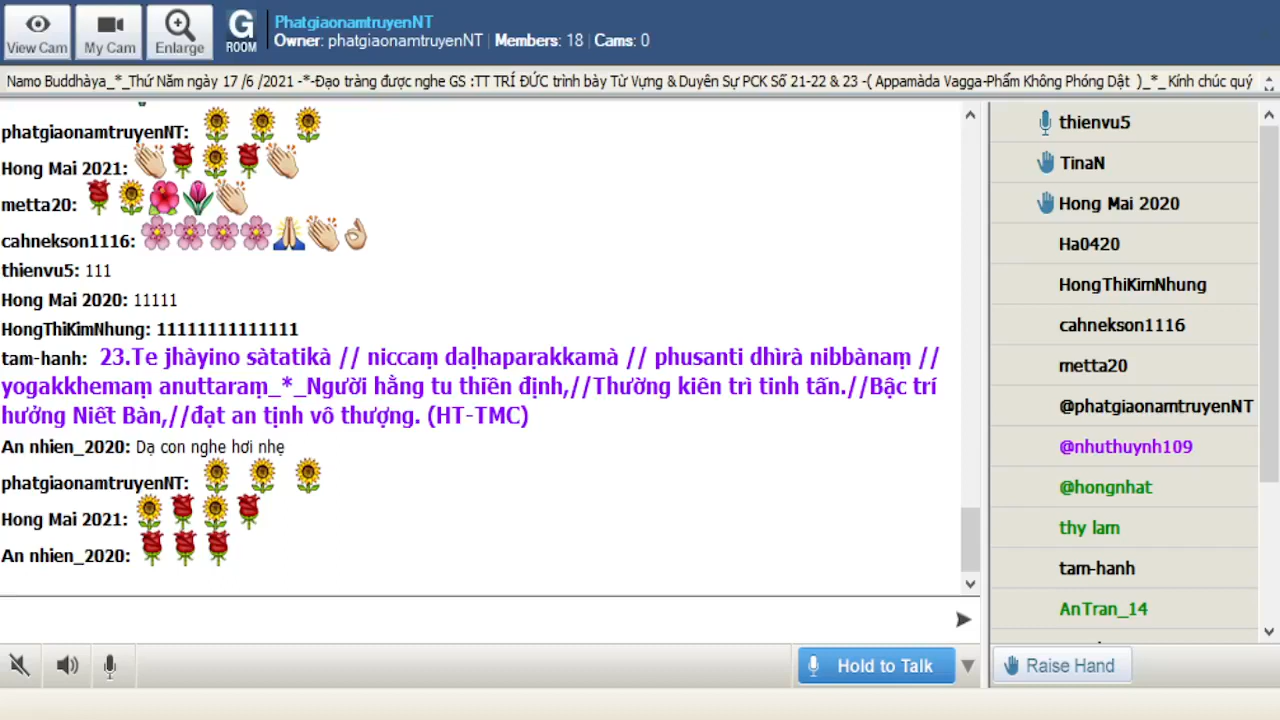 View Cam
My Cam
Enlarge
G
ROOM
PhatgiaonamtruyenNT
Owner: phatgiaonamtruyenNT | Members: 18 | Cams: 0
Namo Buddhàya_*_Thứ Năm ngày 17 /6 /2021 -*-Đạo tràng được nghe GS :TT TRÍ ĐỨC trình bày Từ Vựng & Duyên Sự PCK Số 21-22 & 23 -( Appamàda Vagga-Phẩm Không Phóng Dật )_*_Kính chúc quý
phatgiaonamtruyenNT:
Hong Mai 2021:
metta20:
cahnekson1116:
thienvu5: 111
Hong Mai 2020: 11111
HongThiKimNhung: 11111111111111
tam-hanh: 23.Te jhàyino sàtatikà // niccaṃ daḷhaparakkamà // phusanti dhìrà nibbànaṃ //
yogakkhemaṃ anuttaraṃ_*_Người hằng tu thiền định,//Thường kiên trì tinh tấn.//Bậc trí
hưởng Niết Bàn,//đạt an tịnh vô thượng. (HT-TMC)
An nhien_2020: Dạ con nghe hơi nhẹ
phatgiaonamtruyenNT:
Hong Mai 2021:
An nhien_2020:
Hold to Talk
thienvu5
TinaN
Hong Mai 2020
Ha0420
HongThiKimNhung
cahnekson1116
metta20
@phatgiaonamtruyenNT
@nhuthuynh109
@hongnhat
thy lam
tam-hanh
AnTran_14
Raise Hand